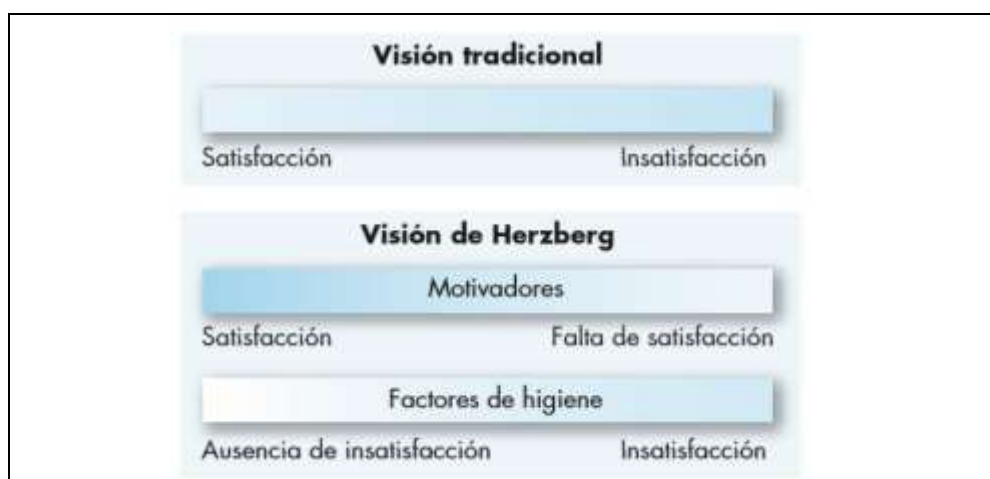 Visión tradicional
Satisfacción Insatisfacción
Visión de Herzberg
Motivadores
Satisfacción Falta de satisfacción
Factores de higiene
Ausencia de insatisfacción Insatisfacción